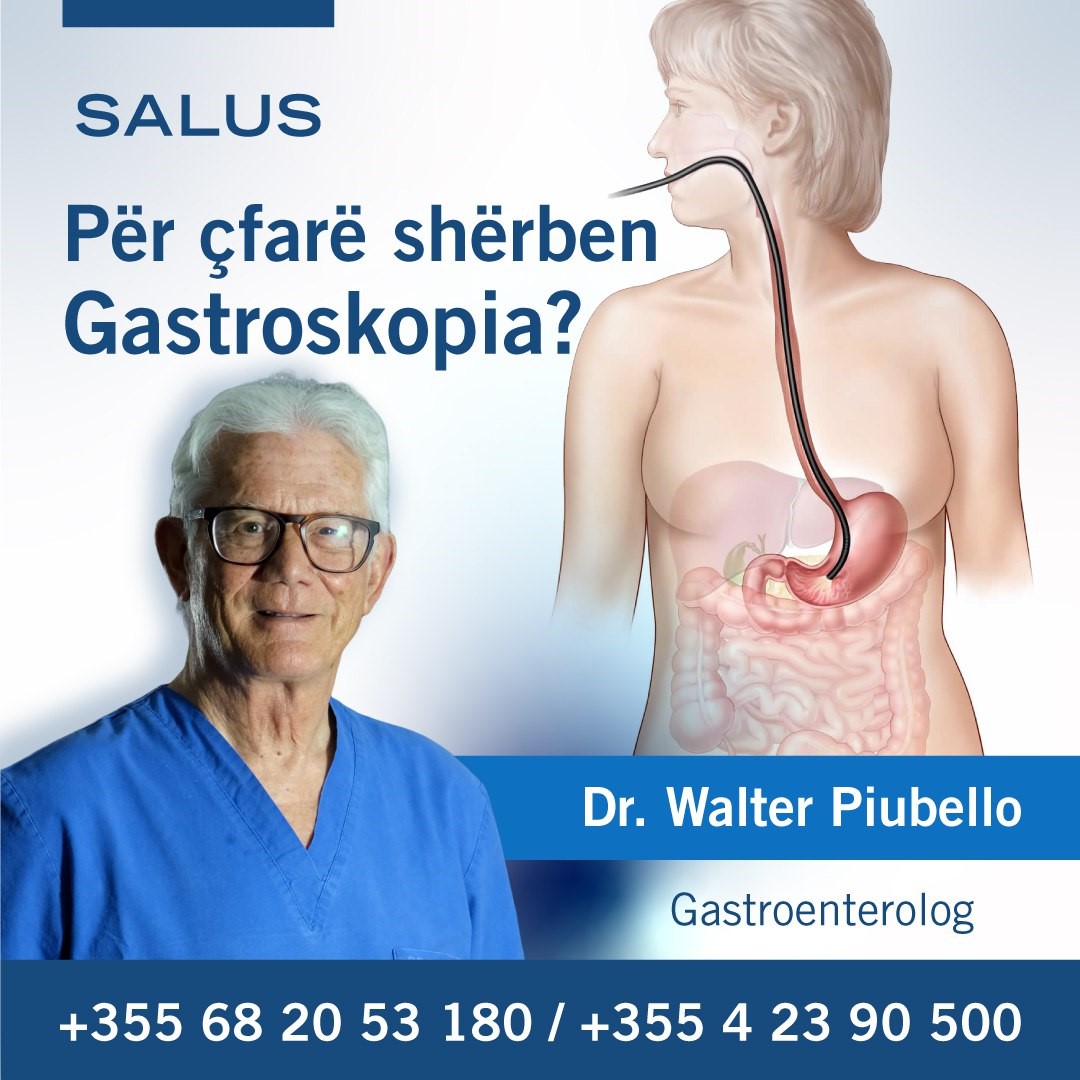 SALUS
Për çfarë shërben
Gastroskopia?
Dr. Walter Piubello
Gastroenterolog
+355 68 20 53 180 / +355 4 23 90 500